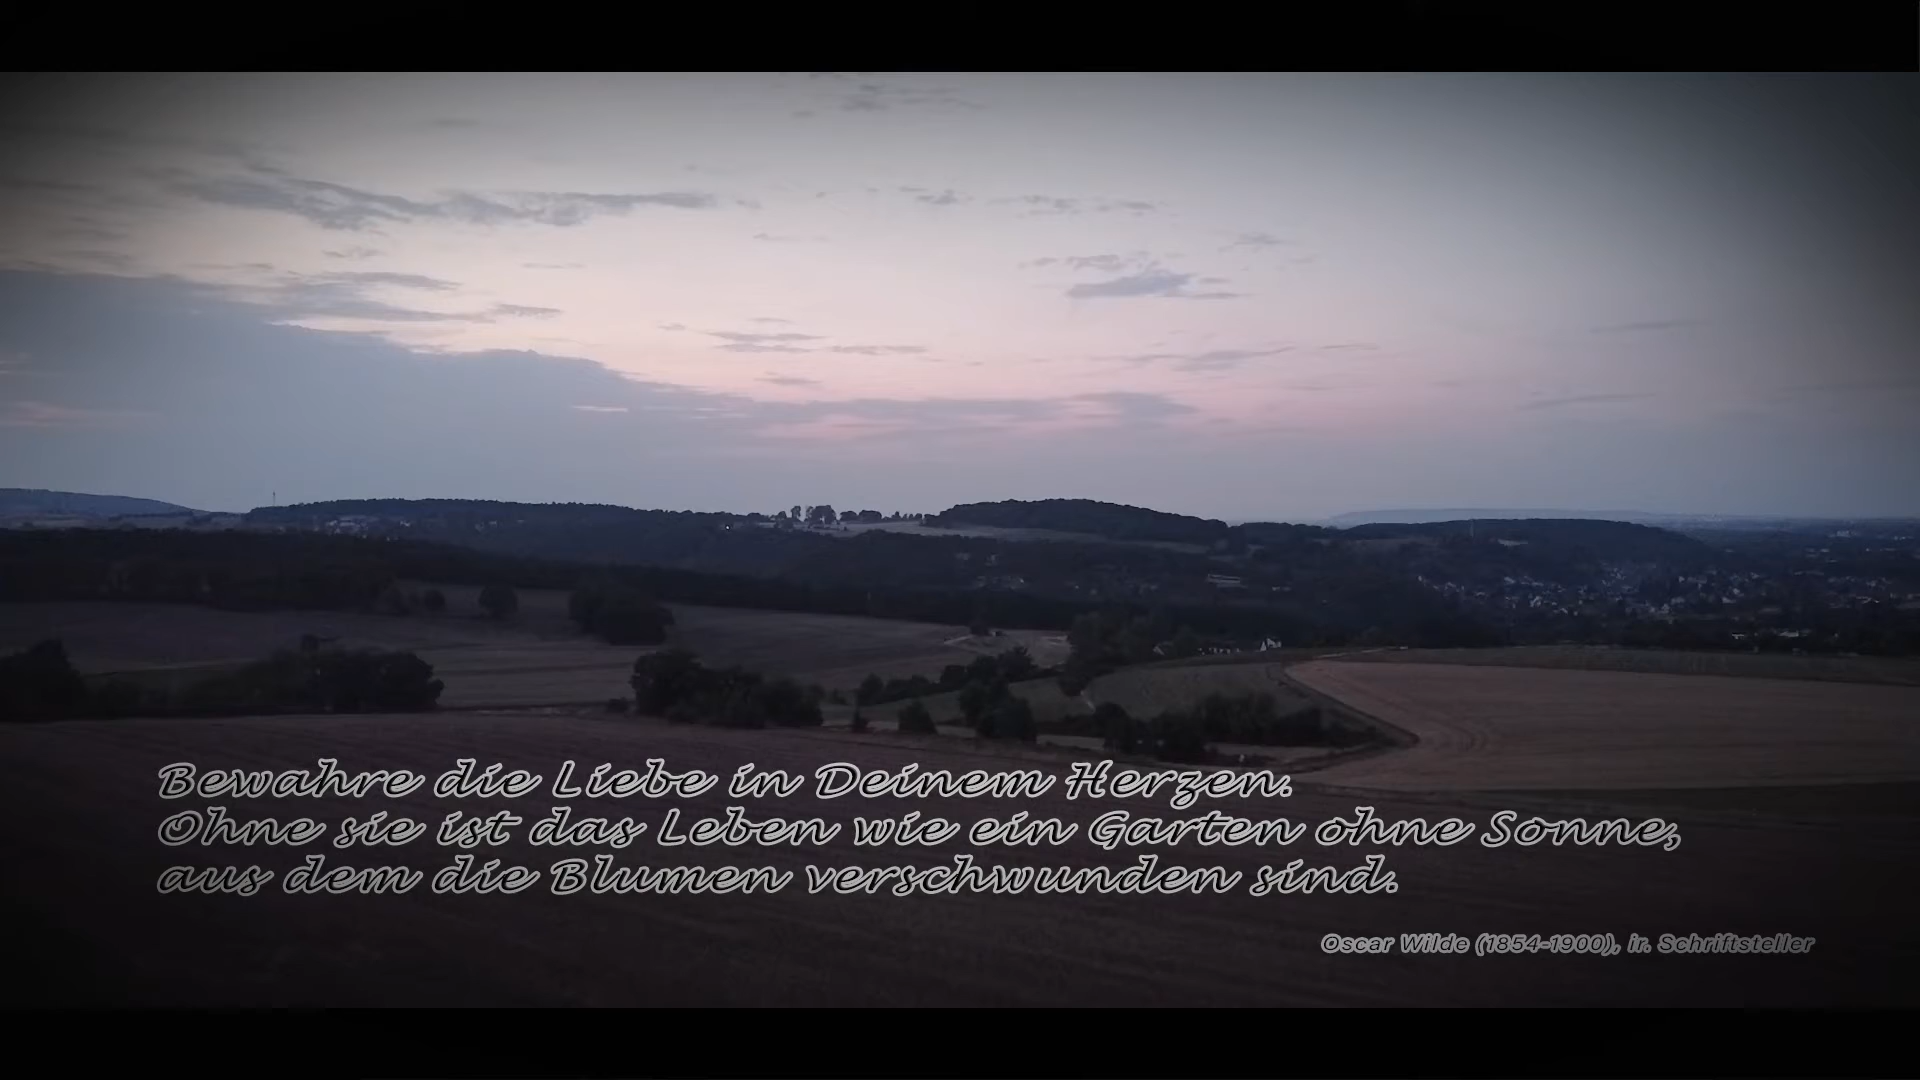 Bewahre die Liebe in Deinem Herzen.
Ohne sie ist das Leben wie ein Garten ohne Sonne,
aus dem die Blumen verschwunden sind.
Oscar Wilde (1854-1900), ir. Schriftsteller